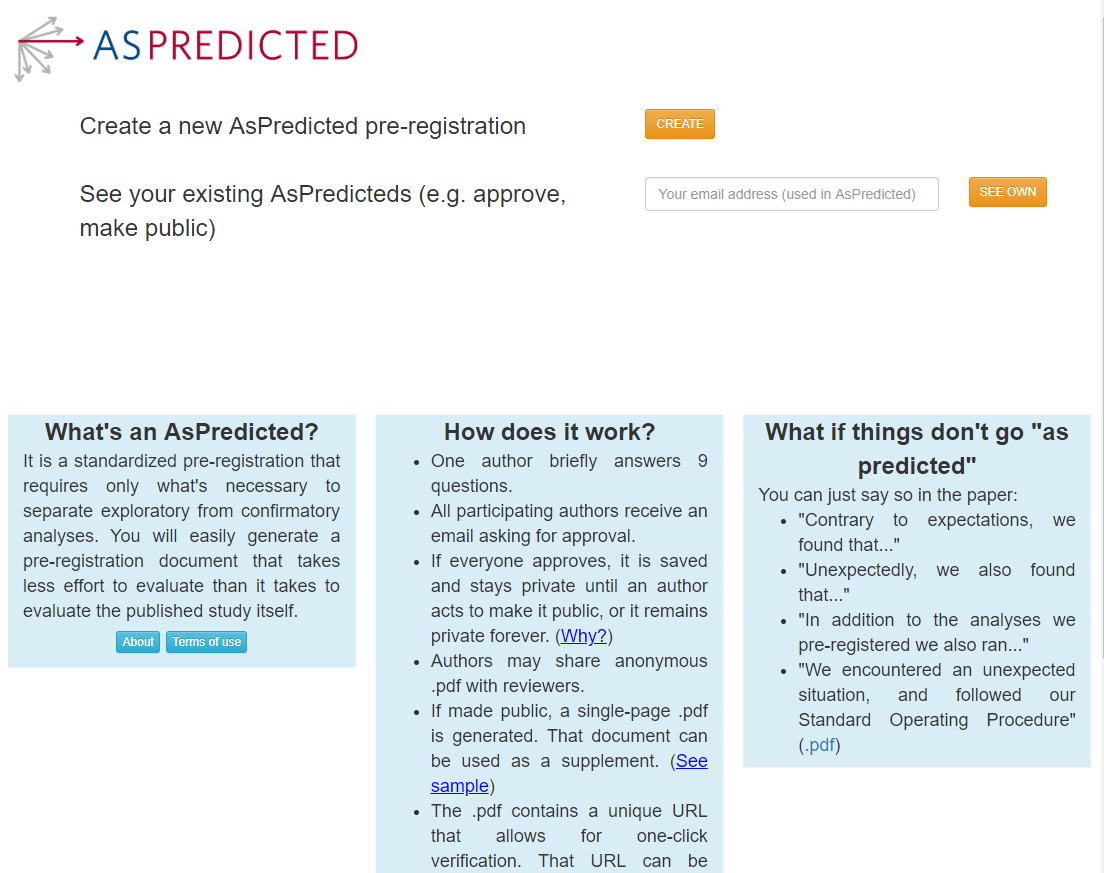 ASPREDICTED
Create a new AsPredicted pre-registration
CREATE
See your existing AsPredicteds (e.g. approve,
make public)
Your email address (used in AsPredicted)
SEE OWN
What's an AsPredicted?
It is a standardized pre-registration that
requires only what's necessary to
separate exploratory from confirmatory
analyses. You will easily generate a
pre-registration document that takes
less effort to evaluate than it takes to
evaluate the published study itself.
About
Terms of use
How does it work?
• One author briefly answers 9
questions.
• All participating authors receive an
email asking for approval.
• If everyone approves, it is saved
and stays private until an author
acts to make it public, or it remains
private forever. (Why?)
• Authors may share anonymous
.pdf with reviewers.
• If made public, a single-page .pdf
is generated. That document can
be used as a supplement. (See
sample)
• The .pdf contains a unique URL
that allows for one-click
verification. That URL can be
What if things don't go "as
predicted"
You can just say so in the paper:
• "Contrary to expectations, we
found that..."
• "Unexpectedly, we also found
that..."
• "In addition to the analyses we
pre-registered we also ran..."
• "We encountered an unexpected
situation, and followed our
Standard Operating Procedure"
(.pdf)